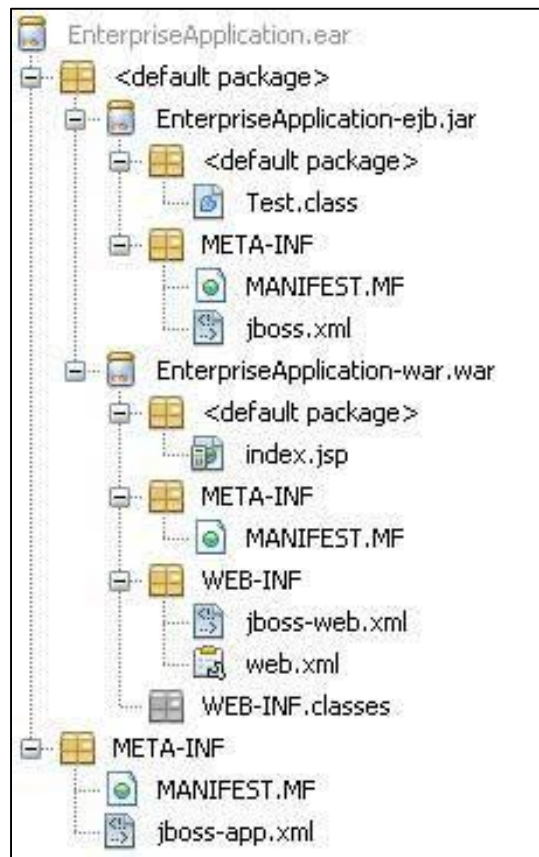 EnterpriseApplication.ear
<default package>
EnterpriseApplication-ejb.jar
<default package>
Test.class
META-INF
MANIFEST.MF
jboss.xml
EnterpriseApplication-war.war
<default package>
index.jsp
META-INF
MANIFEST.MF
WEB-INF
jboss-web.xml
web.xml
WEB-INF.classes
META-INF
MANIFEST.MF
jboss-app.xml